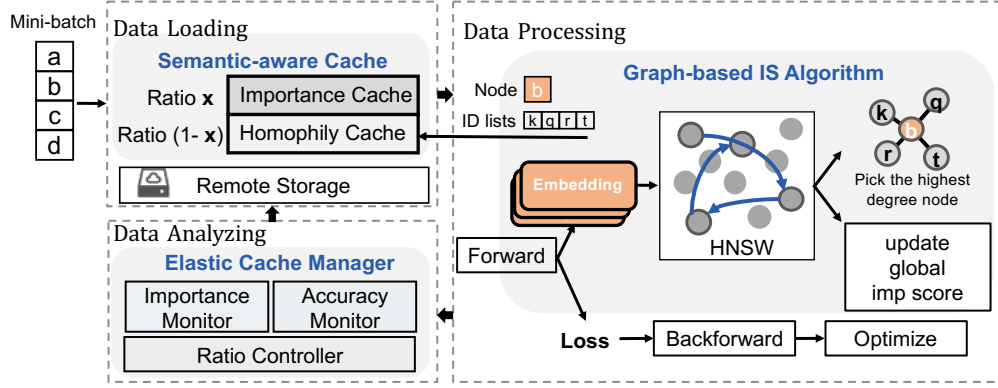 Mini-batch
a
b
c
d
Data Loading
Semantic-aware Cache
Ratio x
Importance Cache
Ratio (1- x)
Homophily Cache
Remote Storage
Data Analyzing
Elastic Cache Manager
Importance
Monitor
Accuracy
Monitor
Ratio Controller
Data Processing
Graph-based IS Algorithm
Node
b
ID lists
k q r t
Embedding
Forward
HNSW
k
q
b
r
t
Pick the highest
degree node
update
global
imp score
Loss
Backforward
Optimize